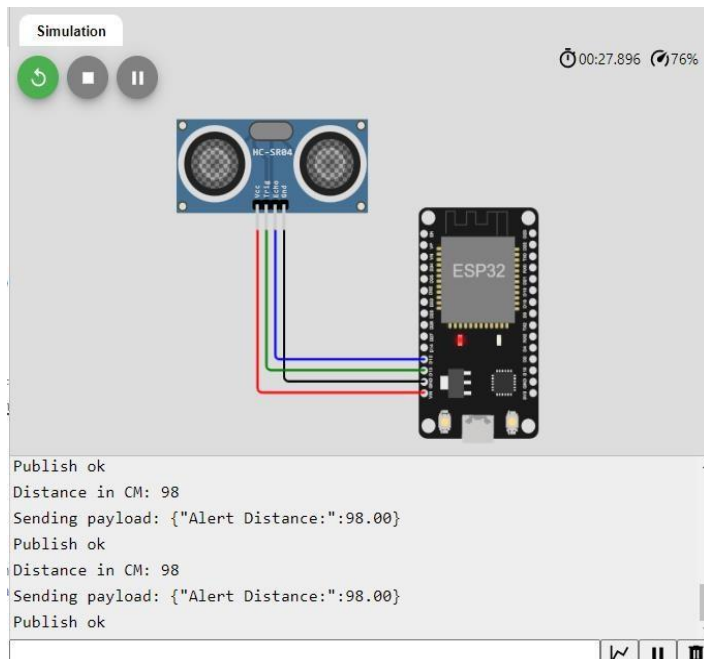 Simulation
00:27.896 76%
HC-SR04
Vcc
Trig
Echo
Gnd
ESP32
Publish ok
Distance in CM: 98
Sending payload: {"Alert Distance:":98.00}
Publish ok
Distance in CM: 98
Sending payload: {"Alert Distance:":98.00}
Publish ok